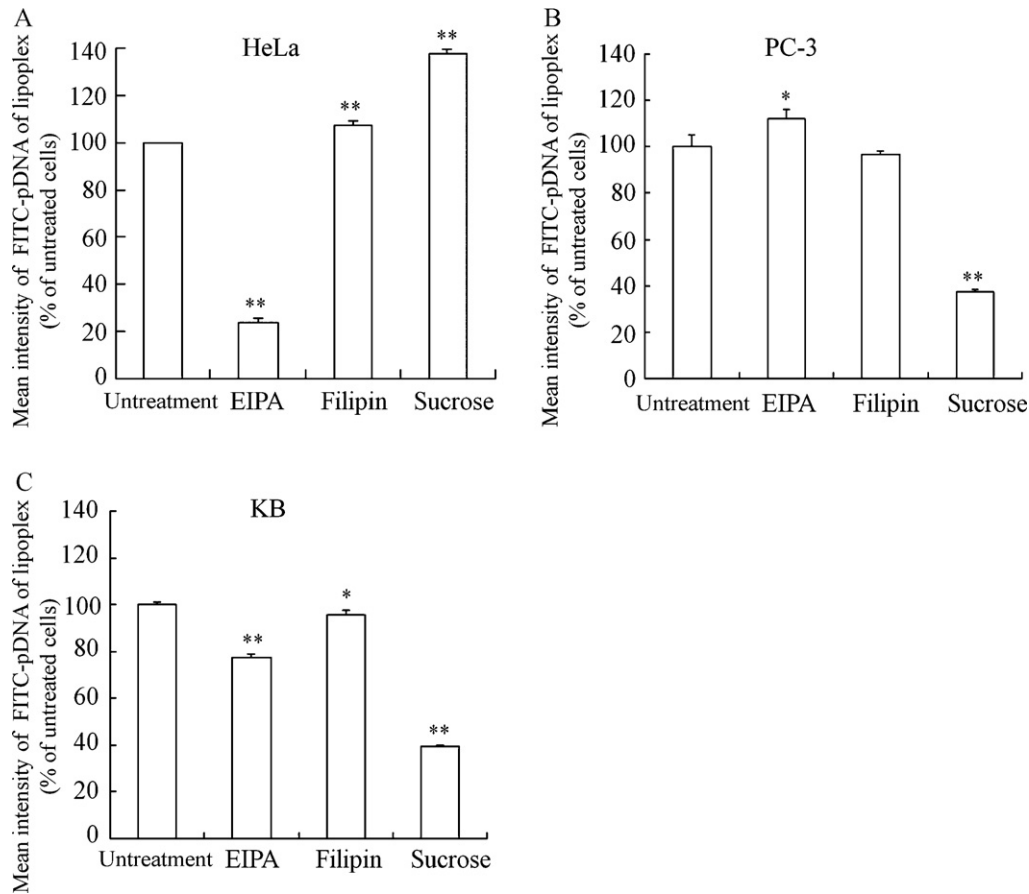 A
HeLa
Mean intensity of FITC-pDNA of lipoplex
(% of untreated cells)
140
120
100
80
60
40
20
0
**
**
**
Untreatment EIPA Filipin Sucrose
B
PC-3
Mean intensity of FITC-pDNA of lipoplex
(% of untreated cells)
140
120
100
80
60
40
20
0
*
**
Untreatment EIPA Filipin Sucrose
C
KB
Mean intensity of FITC-pDNA of lipoplex
(% of untreated cells)
140
120
100
80
60
40
20
0
**
*
**
Untreatment EIPA Filipin Sucrose